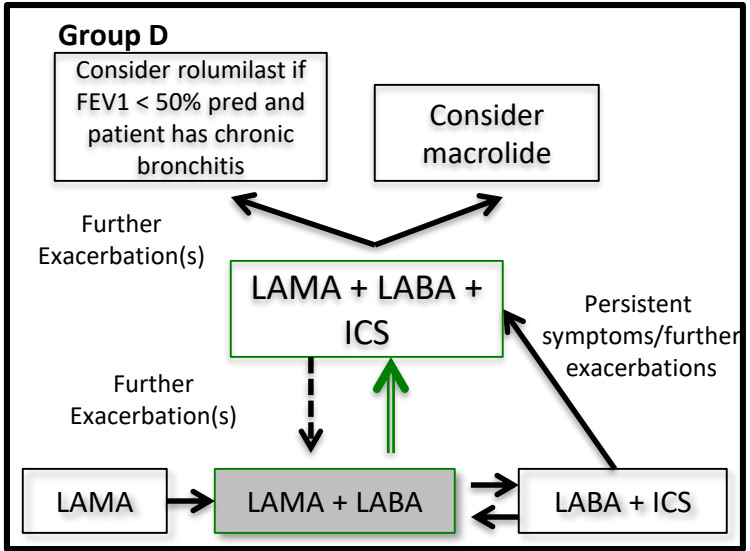 Group D
Consider rolumilast if
FEV1 < 50% pred and
patient has chronic
bronchitis
Consider
macrolide
Further
Exacerbation(s)
LAMA + LABA +
ICS
Persistent
symptoms/further
exacerbations
Further
Exacerbation(s)
LAMA
LAMA + LABA
LABA + ICS